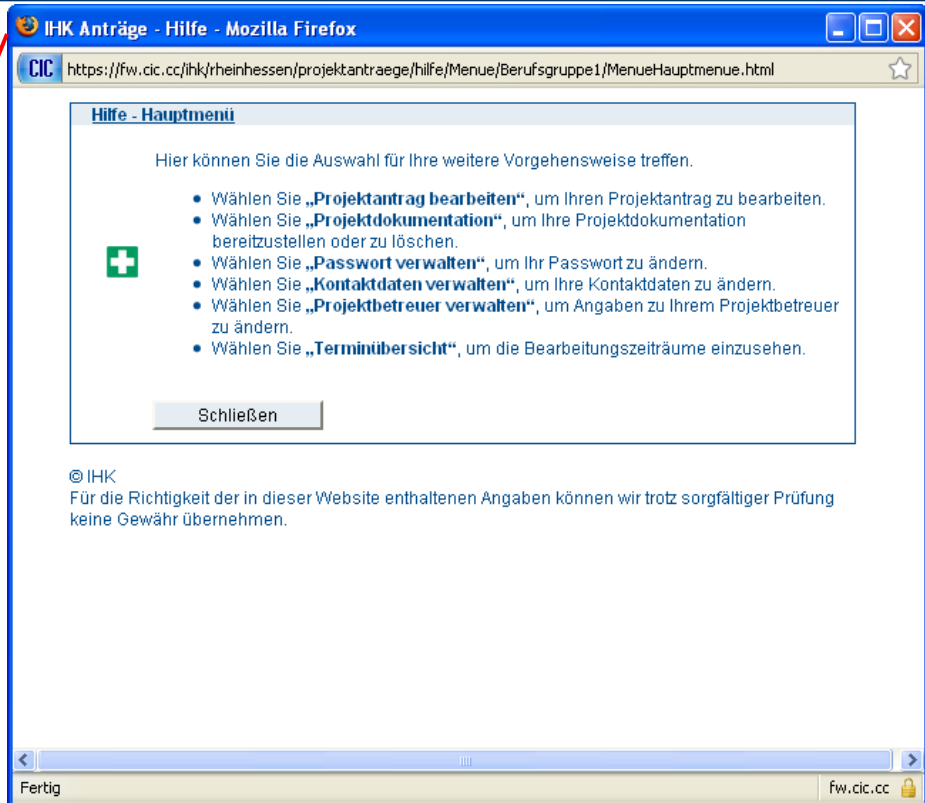 IHK Anträge - Hilfe - Mozilla Firefox
CIC https://fw.cic.cc/ihk/rheinhessen/projektantraege/hilfe/Menue/Berufsgruppe1/MenueHauptmenue.html
Hilfe - Hauptmenü
Hier können Sie die Auswahl für Ihre weitere Vorgehensweise treffen.
• Wählen Sie „Projektantrag bearbeiten“, um Ihren Projektantrag zu bearbeiten.
• Wählen Sie „Projektdokumentation“, um Ihre Projektdokumentation
bereitzustellen oder zu löschen.
• Wählen Sie „Passwort verwalten“, um Ihr Passwort zu ändern.
• Wählen Sie „Kontaktdaten verwalten“, um Ihre Kontaktdaten zu ändern.
• Wählen Sie „Projektbetreuer verwalten“, um Angaben zu Ihrem Projektbetreuer
zu ändern.
• Wählen Sie „Terminübersicht“, um die Bearbeitungszeiträume einzusehen.
Schließen
© IHK
Für die Richtigkeit der in dieser Website enthaltenen Angaben können wir trotz sorgfältiger Prüfung
keine Gewähr übernehmen.
Fertig
fw.cic.cc